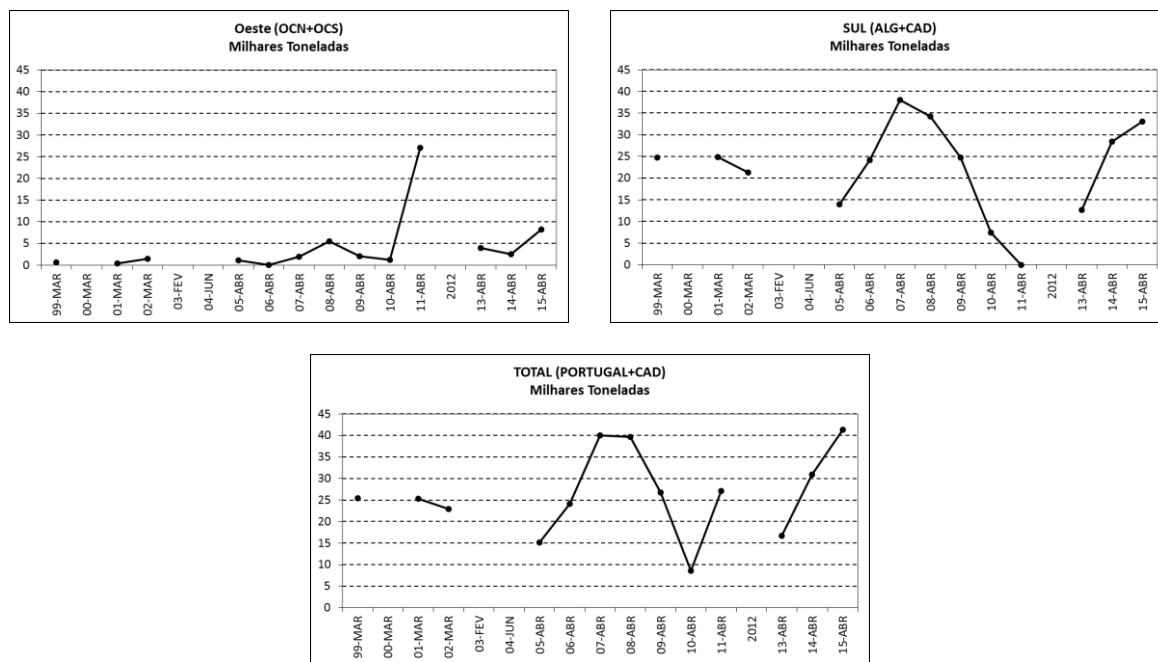 Oeste (OCN+OCS)
Milhares Toneladas
45
40
35
30
25
20
15
10
5
0
99-MAR
00-MAR
01-MAR
02-MAR
03-FEV
04-JUN
05-ABR
06-ABR
07-ABR
08-ABR
09-ABR
10-ABR
11-ABR
2012
13-ABR
14-ABR
15-ABR
SUL (ALG+CAD)
Milhares Toneladas
45
40
35
30
25
20
15
10
5
0
99-MAR
00-MAR
01-MAR
02-MAR
03-FEV
04-JUN
05-ABR
06-ABR
07-ABR
08-ABR
09-ABR
10-ABR
11-ABR
2012
13-ABR
14-ABR
15-ABR
TOTAL (PORTUGAL+CAD)
Milhares Toneladas
45
40
35
30
25
20
15
10
5
0
99-MAR
00-MAR
01-MAR
02-MAR
03-FEV
04-JUN
05-ABR
06-ABR
07-ABR
08-ABR
09-ABR
10-ABR
11-ABR
2012
13-ABR
14-ABR
15-ABR